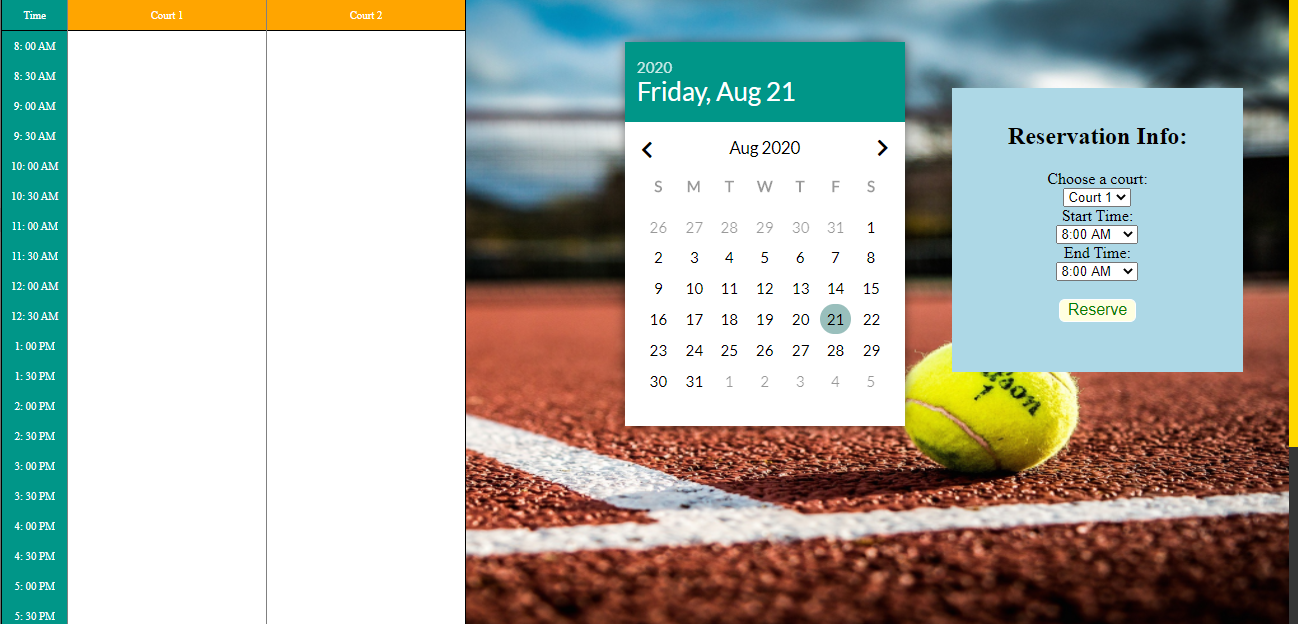 Time Court 1 Court 2
8: 00 AM
8: 30 AM
9: 00 AM
9: 30 AM
10: 00 AM
10: 30 AM
11: 00 AM
11: 30 AM
12: 00 AM
12: 30 AM
1: 00 PM
1: 30 PM
2: 00 PM
2: 30 PM
3: 00 PM
3: 30 PM
4: 00 PM
4: 30 PM
5: 00 PM
5: 30 PM
2020
Friday, Aug 21
Aug 2020
S M T W T F S
26 27 28 29 30 31 1
2 3 4 5 6 7 8
9 10 11 12 13 14 15
16 17 18 19 20 21 22
23 24 25 26 27 28 29
30 31 1 2 3 4 5
Reservation Info:
Choose a court:
Court 1
Start Time:
8:00 AM
End Time:
8:00 AM
Reserve
1